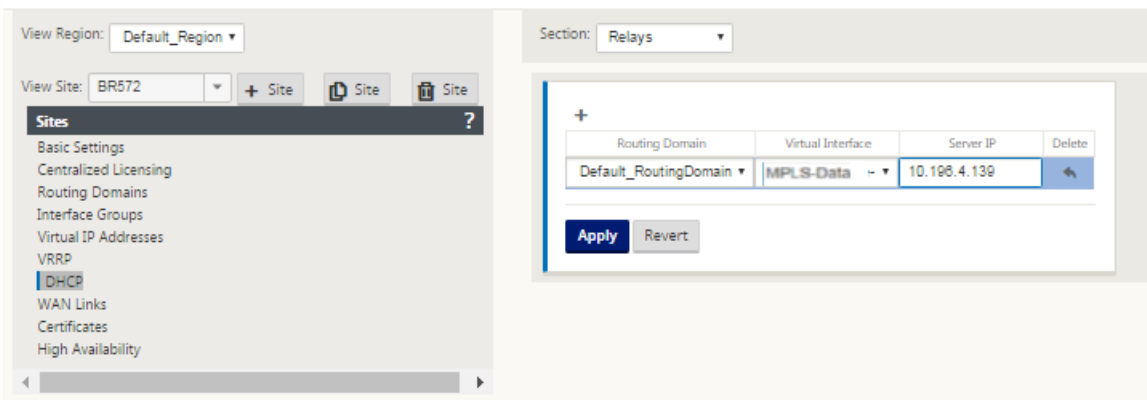 View Region: Default_Region
Section: Relays
View Site: BR572 + Site Site Site
Sites ?
Basic Settings
Centralized Licensing
Routing Domains
Interface Groups
Virtual IP Addresses
VRRP
DHCP
WAN Links
Certificates
High Availability
+
Routing Domain Virtual Interface Server IP Delete
Default_RoutingDomain MPLS-Data 10.196.4.139
Apply Revert